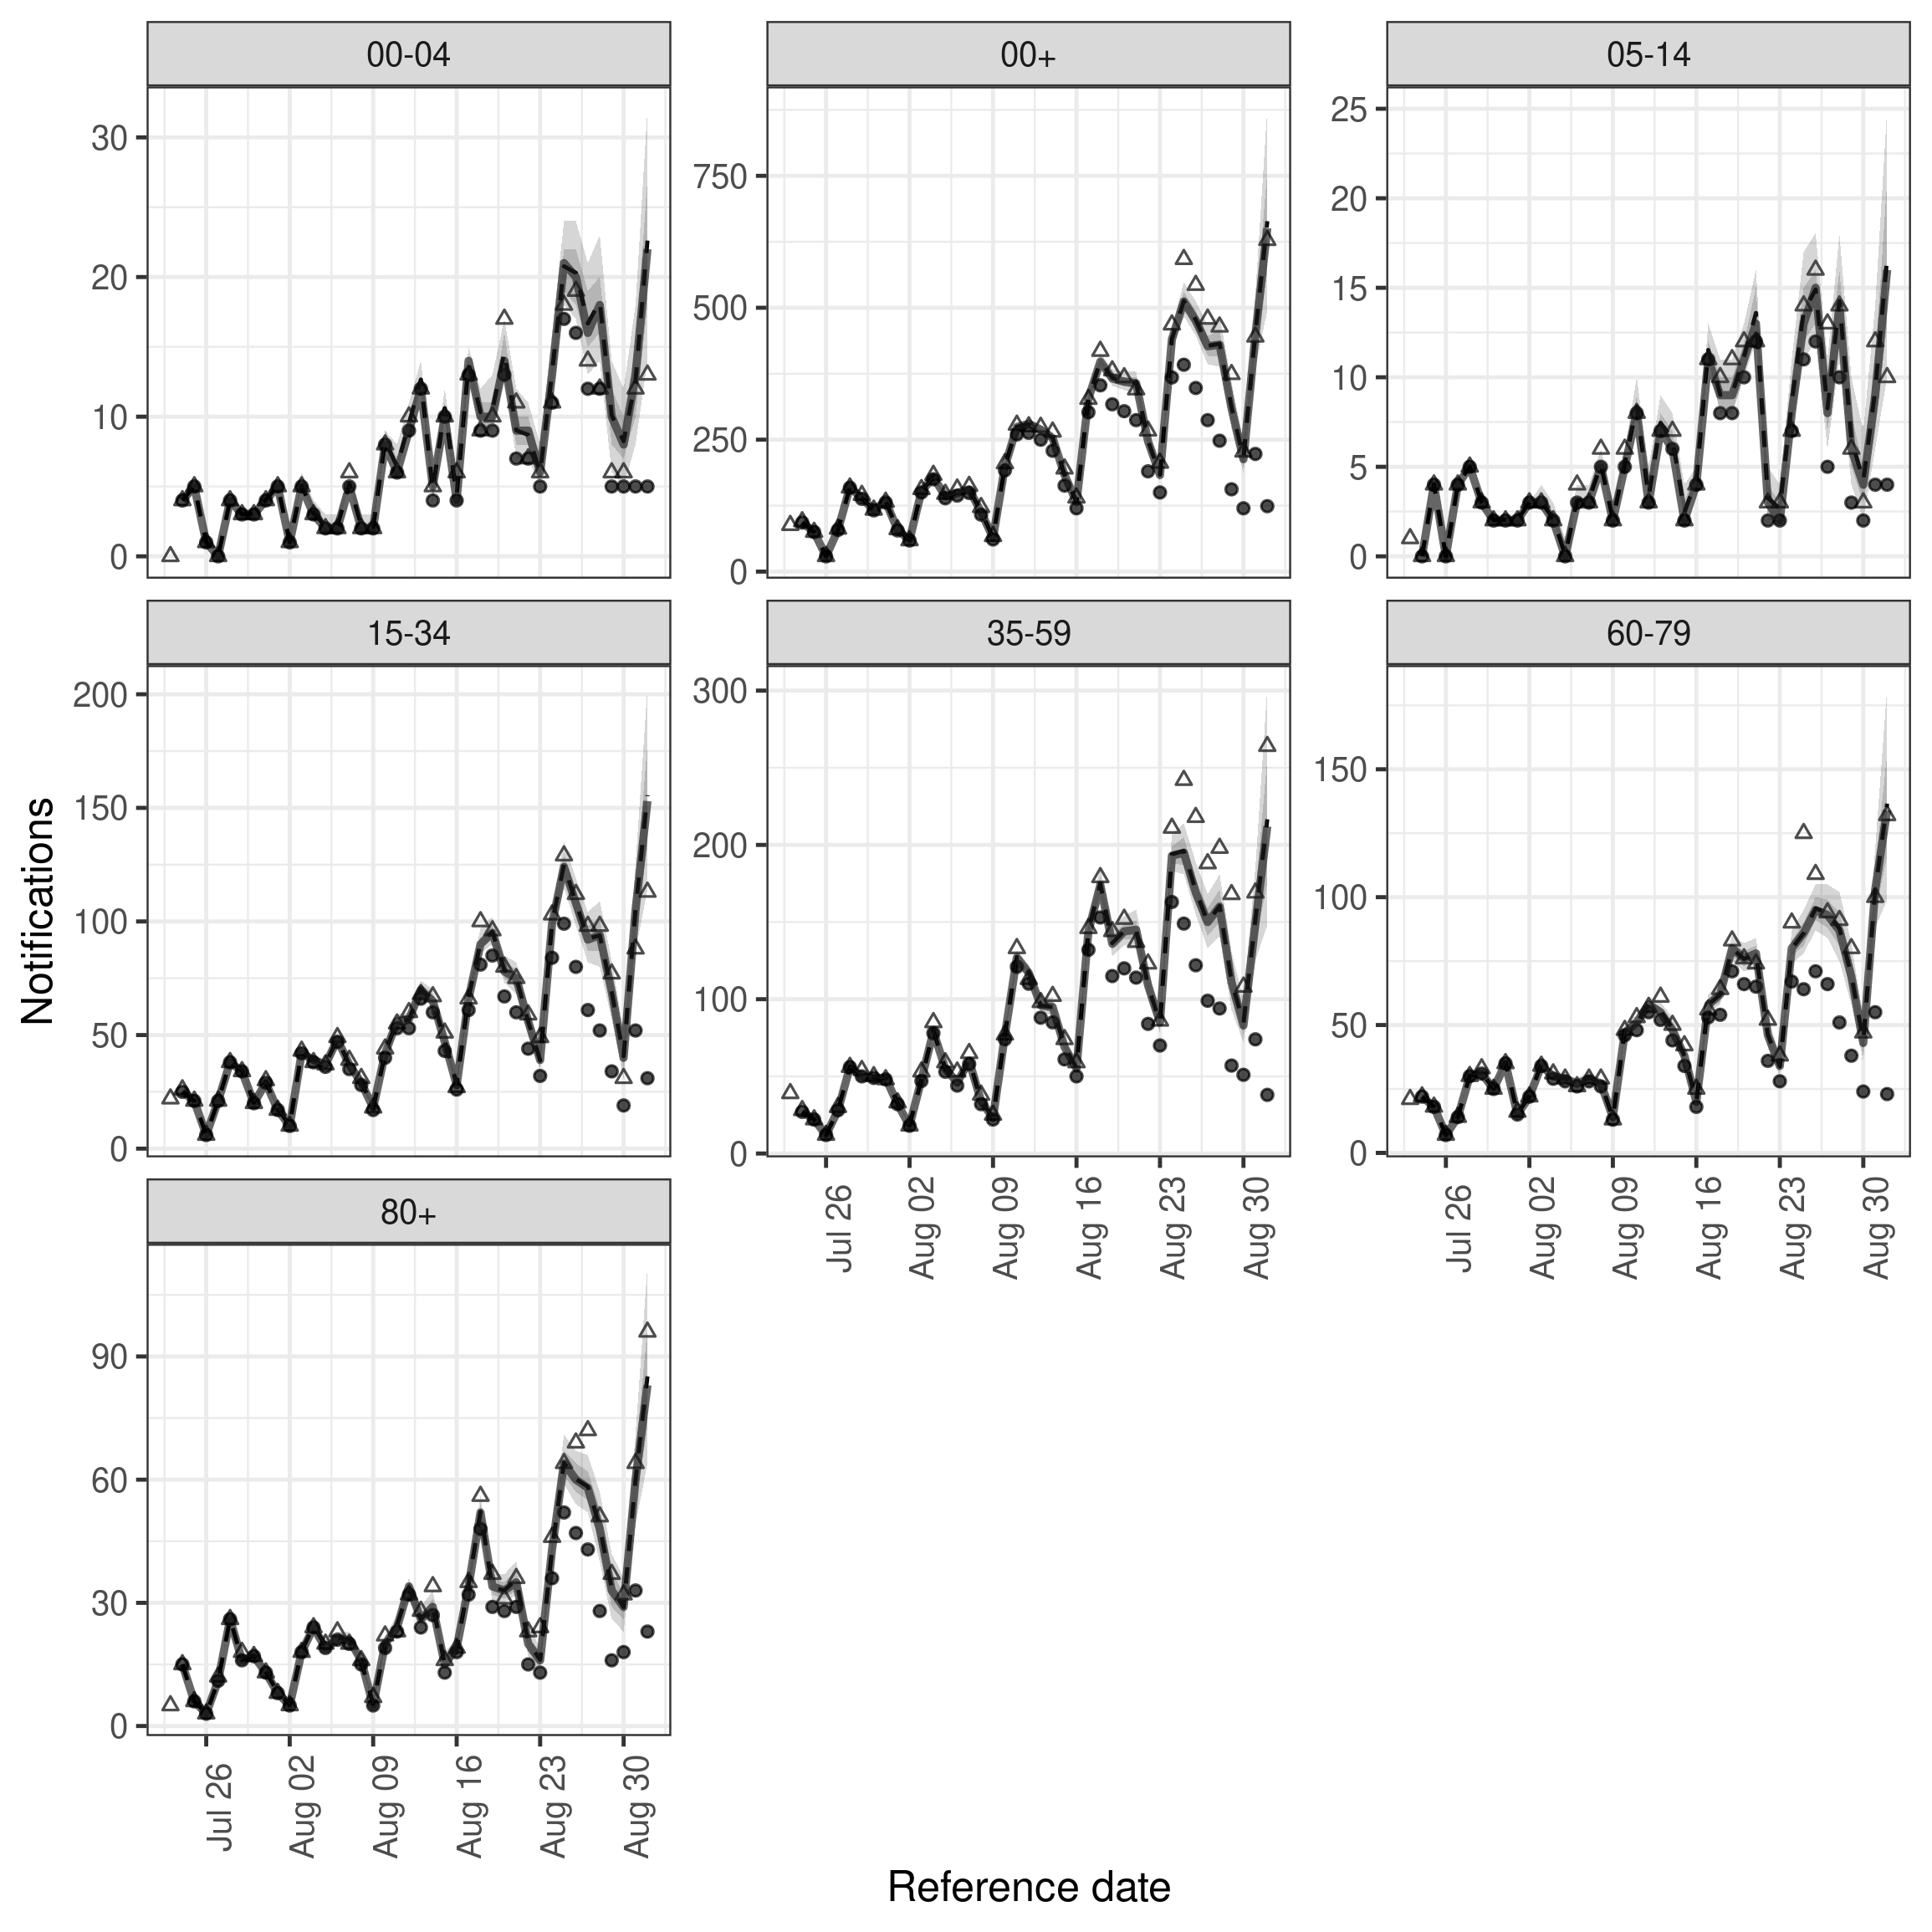 00-04
00+
05-14
30
20
10
0
750
500
250
0
25
20
15
10
5
0
15-34
35-59
60-79
200
150
100
50
0
300
200
100
0
150
100
50
0
Jul 26
Aug 02
Aug 09
Aug 16
Aug 23
Aug 30
Jul 26
Aug 02
Aug 09
Aug 16
Aug 23
Aug 30
80+
90
60
30
0
Jul 26
Aug 02
Aug 09
Aug 16
Aug 23
Aug 30
Notifications
Reference date